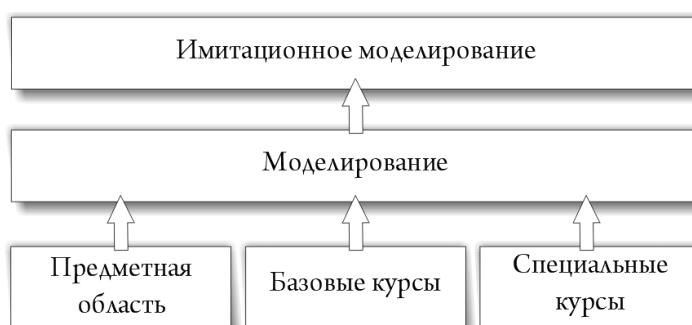 Имитационное моделирование
Моделирование
Предметная
область
Базовые курсы
Специальные
курсы